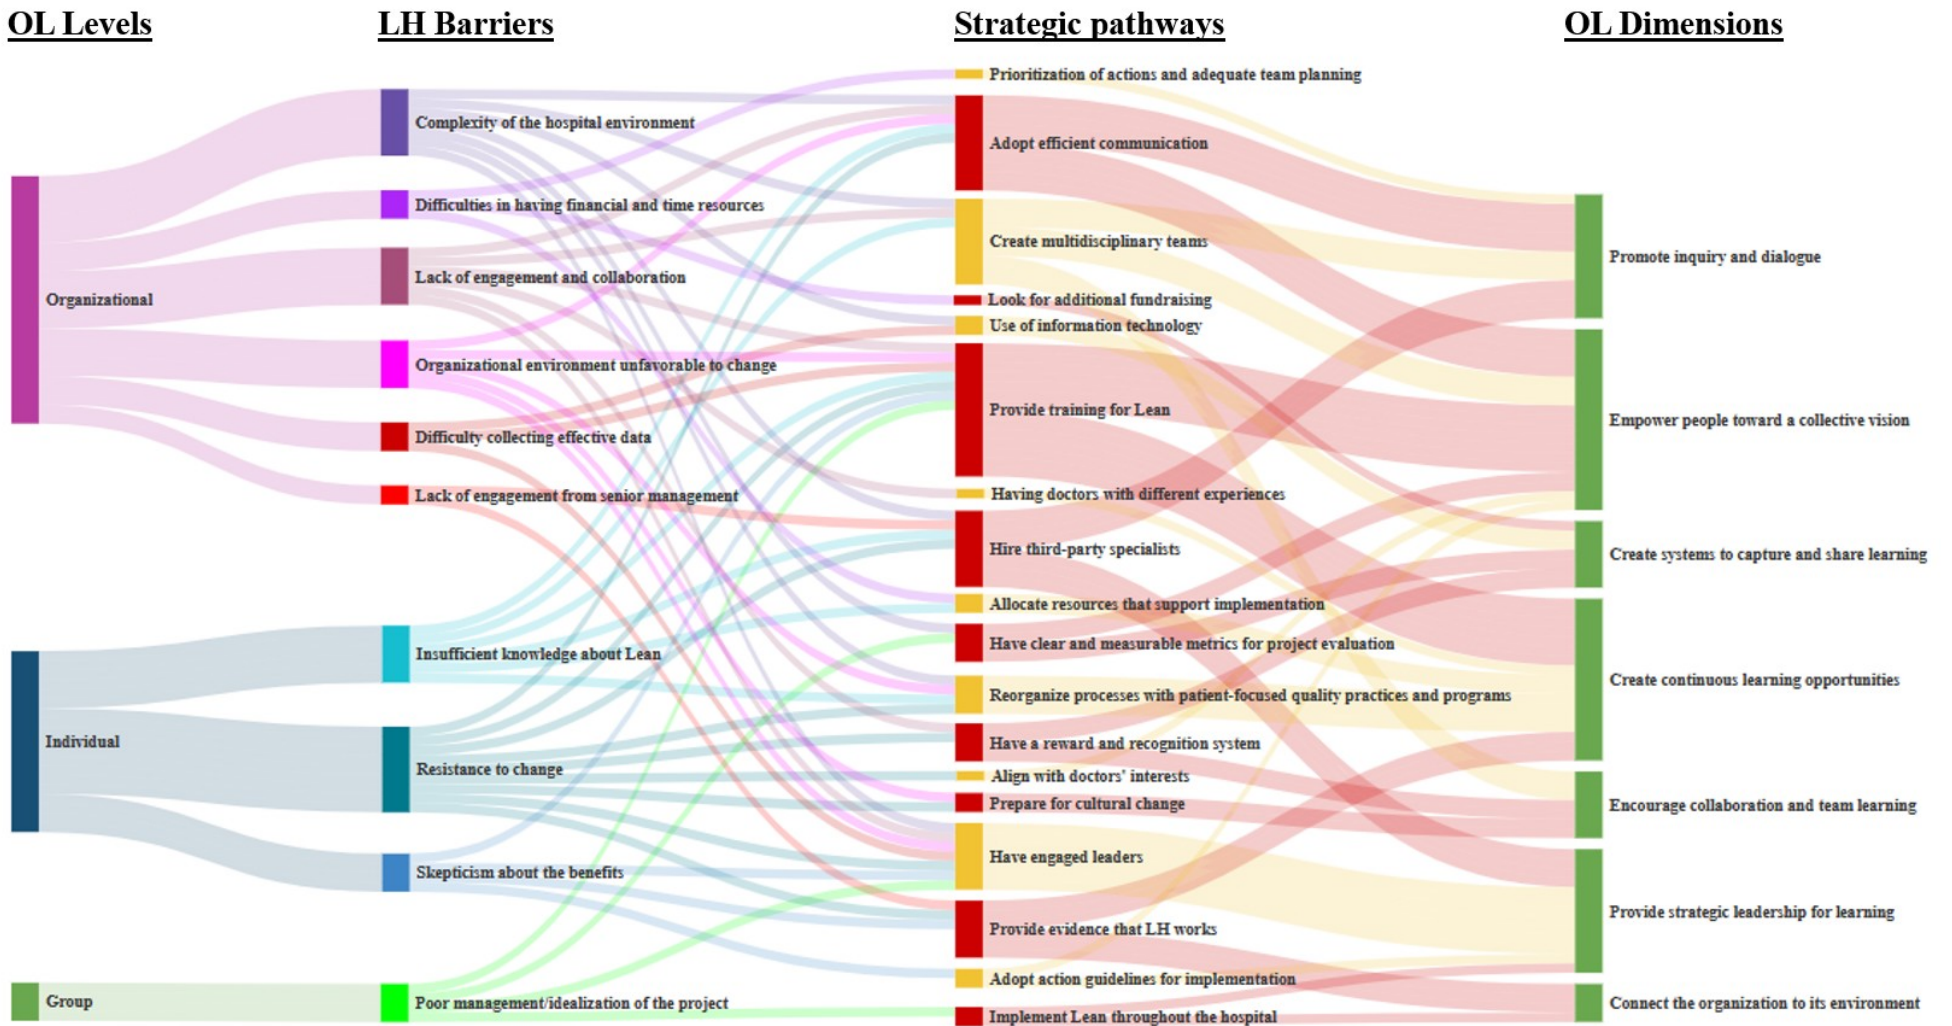 OL Levels
LH Barriers
Strategic pathways
OL Dimensions
Organizational
Individual
Group
Complexity of the hospital environment
Difficulties in having financial and time resources
Lack of engagement and collaboration
Organizational environment unfavorable to change
Difficulty collecting effective data
Lack of engagement from senior management
Insufficient knowledge about Lean
Resistance to change
Skepticism about the benefits
Poor management/idealization of the project
Prioritization of actions and adequate team planning
Adopt efficient communication
Create multidisciplinary teams
Look for additional fundraising
Use of information technology
Provide training for Lean
Having doctors with different experiences
Hire third-party specialists
Allocate resources that support implementation
Have clear and measurable metrics for project evaluation
Reorganize processes with patient-focused quality practices and programs
Have a reward and recognition system
Align with doctors' interests
Prepare for cultural change
Have engaged leaders
Provide evidence that LH works
Adopt action guidelines for implementation
Implement Lean throughout the hospital
Promote inquiry and dialogue
Empower people toward a collective vision
Create systems to capture and share learning
Create continuous learning opportunities
Encourage collaboration and team learning
Provide strategic leadership for learning
Connect the organization to its environment